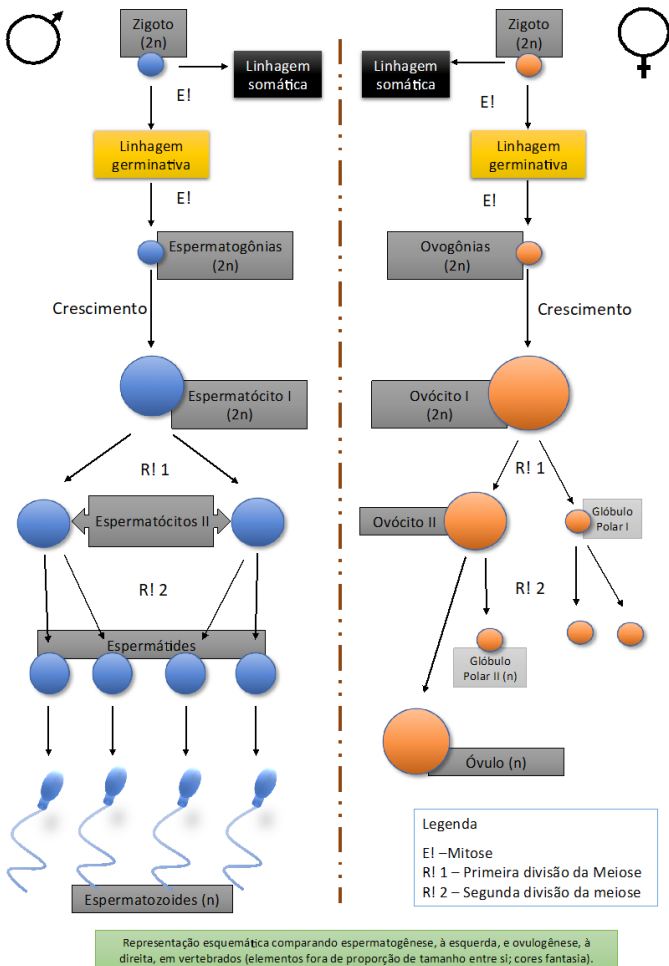 Zigoto
(2n)
Linhagem
somática
E!
Linhagem
germinativa
E!
Espermatogônias
(2n)
Crescimento
Espermatócito I
(2n)
R! 1
Espermatócitos II
R! 2
Espermátides
Espermatozoides (n)
Zigoto
(2n)
Linhagem
somática
E!
Linhagem
germinativa
E!
Ovogônias
(2n)
Crescimento
Ovócito I
(2n)
R! 1
Ovócito II
Glóbulo
Polar I
R! 2
Glóbulo
Polar II (n)
Óvulo (n)
Legenda
E! –Mitose
R! 1 – Primeira divisão da Meiose
R! 2 – Segunda divisão da meiose
Representação esquemática comparando espermatogênese, à esquerda, e ovulogênese, à
direita, em vertebrados (elementos fora de proporção de tamanho entre si; cores fantasia).